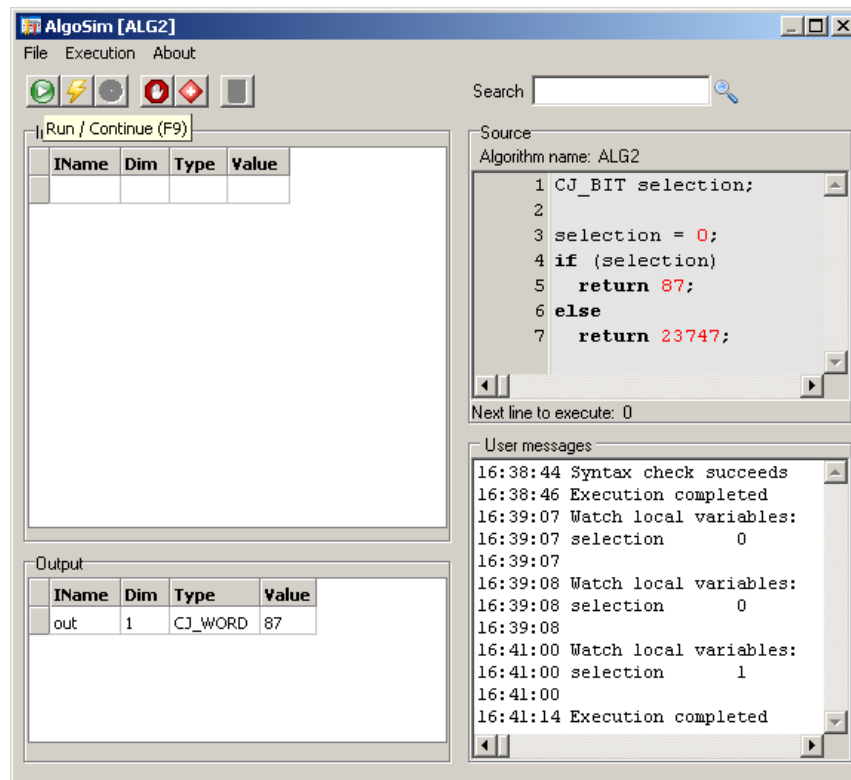 AlgoSim [ALG2]
File Execution About
Search
Run / Continue (F9)
IName Dim Type Value
Output
IName Dim Type Value
out 1 CJ_WORD 87
Source
Algorithm name: ALG2
1 CJ_BIT selection;
2
3 selection = 0;
4 if (selection)
5 return 87;
6 else
7 return 23747;
Next line to execute: 0
User messages
16:38:44 Syntax check succeeds
16:38:46 Execution completed
16:39:07 Watch local variables:
16:39:07 selection 0
16:39:07
16:39:08 Watch local variables:
16:39:08 selection 0
16:39:08
16:41:00 Watch local variables:
16:41:00 selection 1
16:41:00
16:41:14 Execution completed